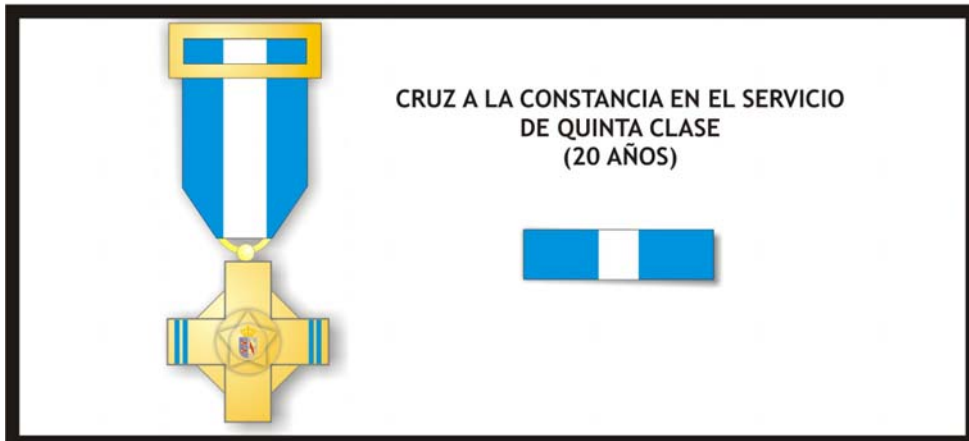 CRUZ A LA CONSTANCIA EN EL SERVICIO
DE QUINTA CLASE
(20 AÑOS)